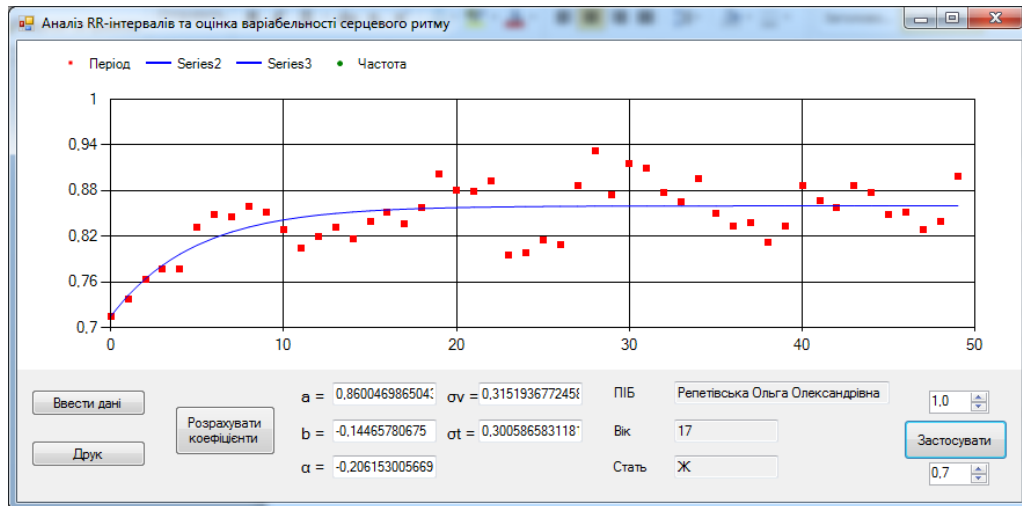 Аналіз RR-інтервалів та оцінка варіабельності серцевого ритму
Період Series2 Series3 Частота
1
0,94
0,88
0,82
0,76
0,7
0 10 20 30 40 50
Ввести дані
Друк
Розрахувати
коефіцієнти
a = 0,860046986504 σv = 0,315193677245
b = -0,14465780675 σt = 0,30058658311
α = -0,206153005669
ПІБ Репетівська Ольга Олександрівна
Вік 17
Стать Ж
1,0
Застосувати
0,7